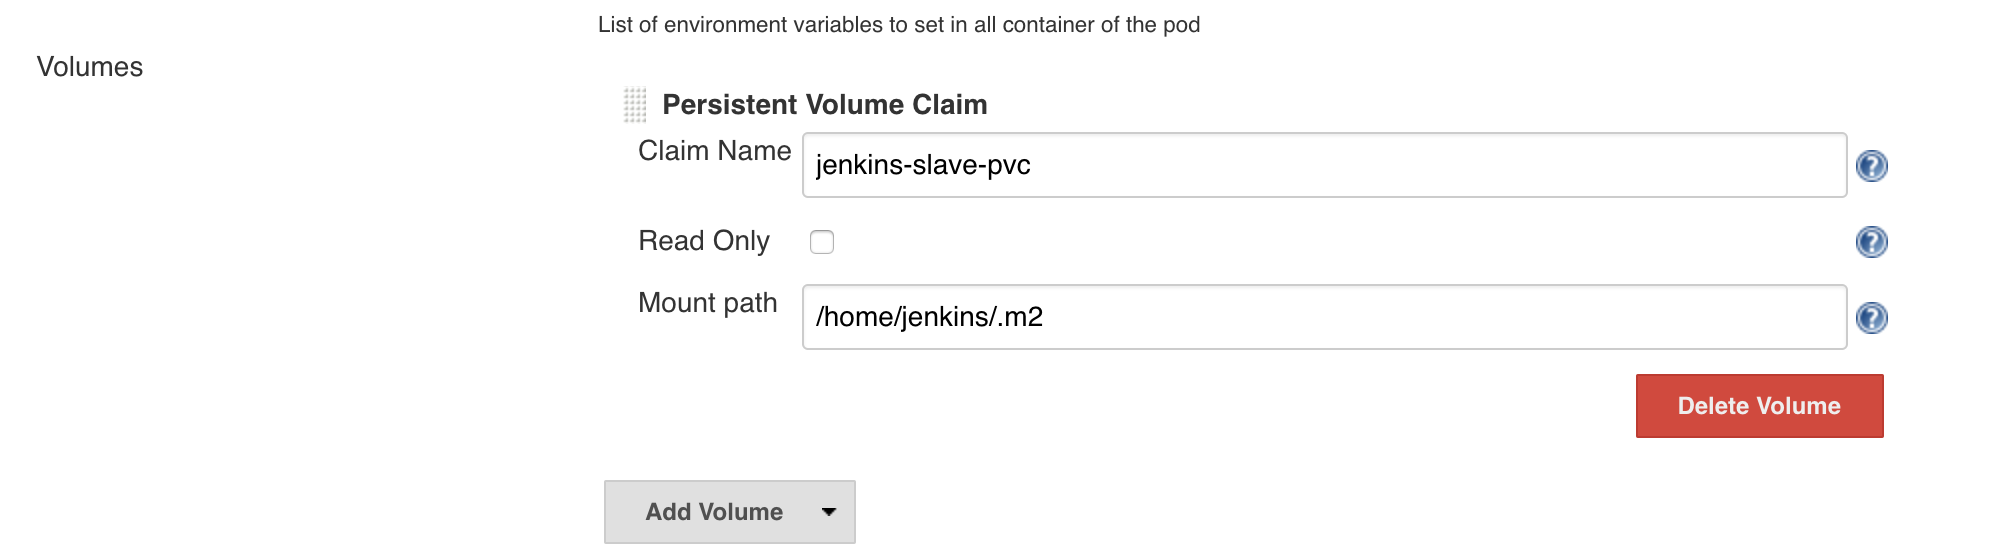 List of environment variables to set in all container of the pod
Volumes
Persistent Volume Claim
Claim Name jenkins-slave-pvc ?
Read Only ?
Mount path /home/jenkins/.m2 ?
Delete Volume
Add Volume